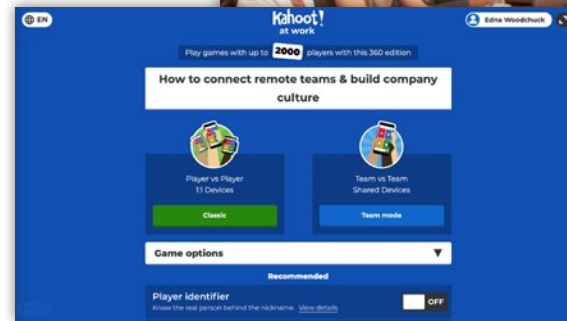 EN
Kahoot!
at work
Edna Woodchuck
Play games with up to 2000 players with this 360 edition
How to connect remote teams & build company
culture
Player vs Player
1:1 Devices
Classic
Team vs Team
Shared Devices
Team mode
Game options
Recommended
Player identifier
Know the real person behind the nickname. View details
OFF